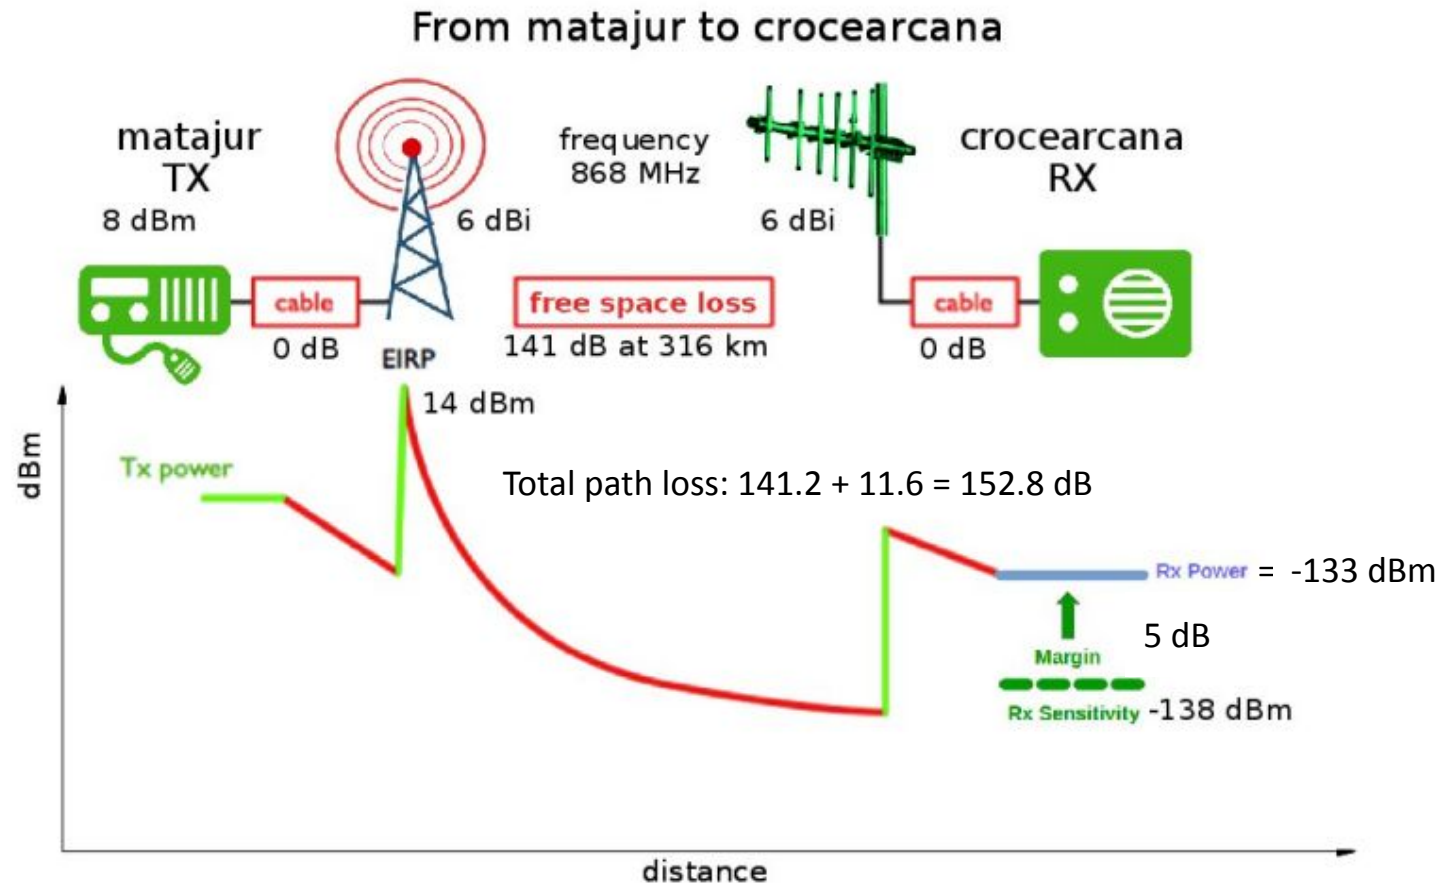 From matajur to crocearcana
matajur
TX
8 dBm
6 dBi
frequency
868 MHz
6 dBi
crocearcana
RX
cable
0 dB
EIRP
free space loss
141 dB at 316 km
cable
0 dB
14 dBm
dBm
Tx power
Total path loss: 141.2 + 11.6 = 152.8 dB
Rx Power = -133 dBm
5 dB
Margin
Rx Sensitivity -138 dBm
distance